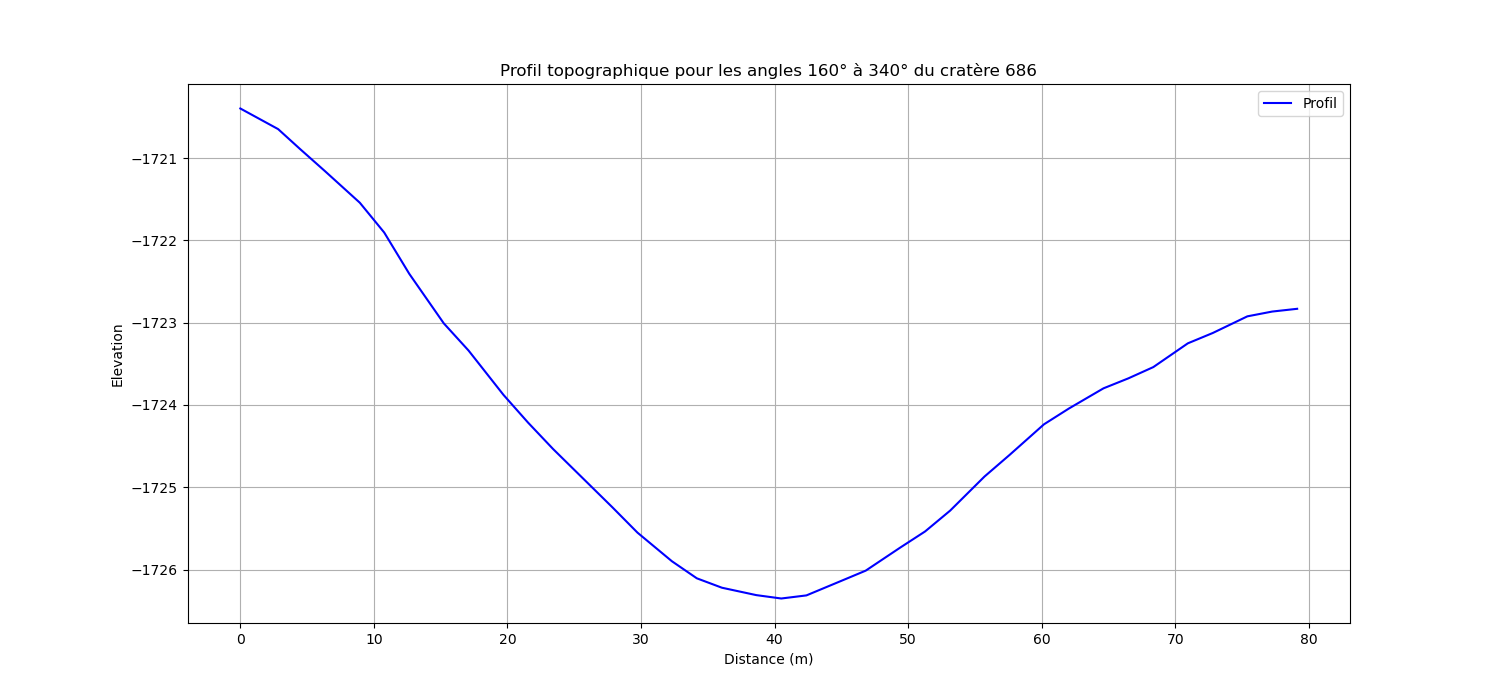 Profil topographique pour les angles 160° à 340° du cratère 686
Profil
−1721
−1722
−1723
−1724
−1725
−1726
Elevation
0 10 20 30 40 50 60 70 80
Distance (m)